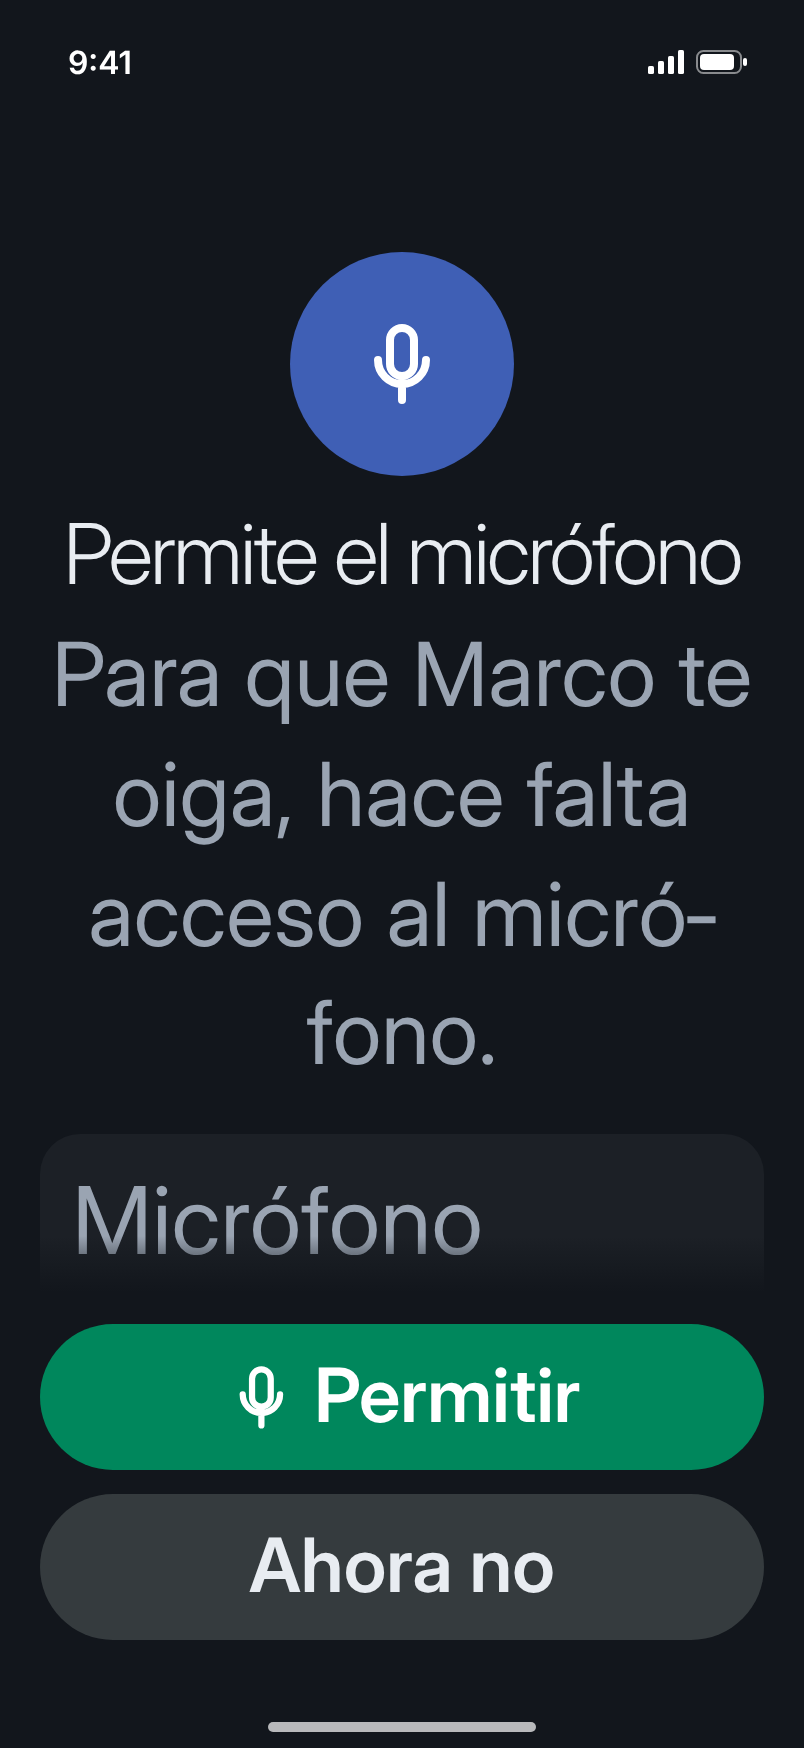 9:41
Permite el micrófono
Para que Marco te
oiga, hace falta
acceso al micró-
fono.
Micrófono
Permitir
Ahora no